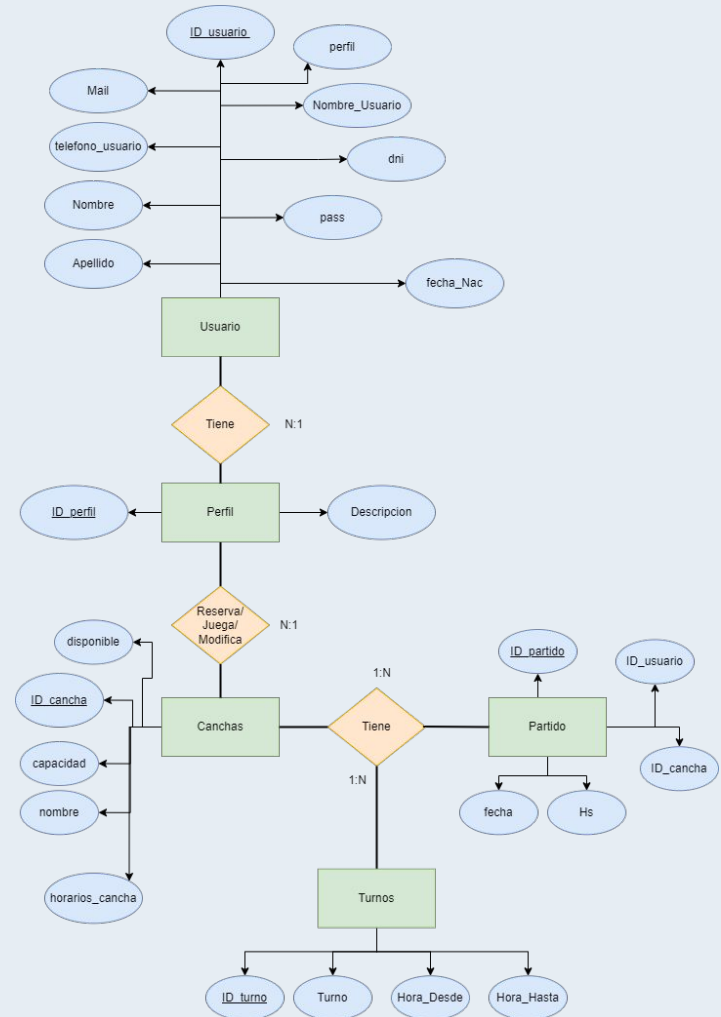 ID_usuario
perfil
Mail
Nombre_Usuario
telefono_usuario
dni
Nombre
pass
Apellido
fecha_Nac
Usuario
Tiene
N:1
ID_perfil
Perfil
Descripcion
Reserva/
Juega/
Modifica
N:1
disponible
ID_partido
ID_usuario
1:N
ID_cancha
Canchas
Tiene
Partido
capacidad
1:N
ID_cancha
nombre
fecha
Hs
horarios_cancha
Turnos
ID_turno
Turno
Hora_Desde
Hora_Hasta